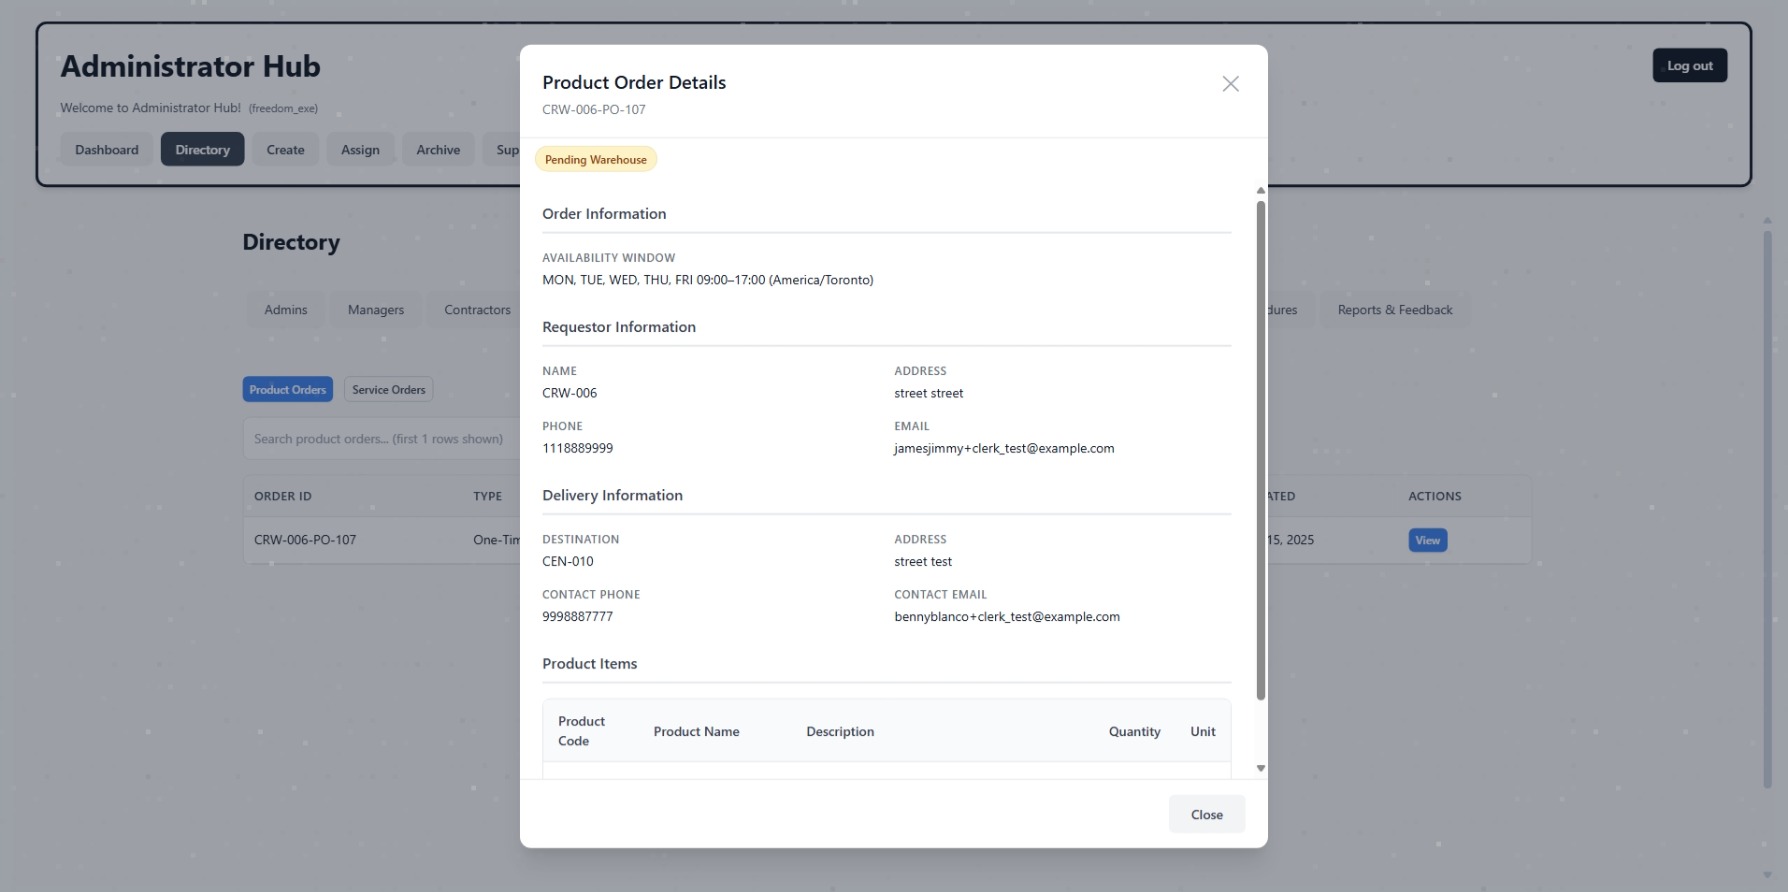 Administrator Hub
Welcome to Administrator Hub! (freedom_exe)
Log out
Dashboard Directory Create Assign Archive Sup
Directory
Admins Managers Contractors dures Reports & Feedback
Product Orders Service Orders
Search product orders... (first 1 rows shown)
ORDER ID TYPE ATED ACTIONS
CRW-006-PO-107 One-Tim 15, 2025 View
Product Order Details
CRW-006-PO-107
Pending Warehouse
Order Information
AVAILABILITY WINDOW
MON, TUE, WED, THU, FRI 09:00–17:00 (America/Toronto)
Requestor Information
NAME ADDRESS
CRW-006 street street
PHONE EMAIL
1118889999 jamesjimmy+clerk_test@example.com
Delivery Information
DESTINATION ADDRESS
CEN-010 street test
CONTACT PHONE CONTACT EMAIL
9998887777 bennyblanco+clerk_test@example.com
Product Items
Product Code Product Name Description Quantity Unit
Close